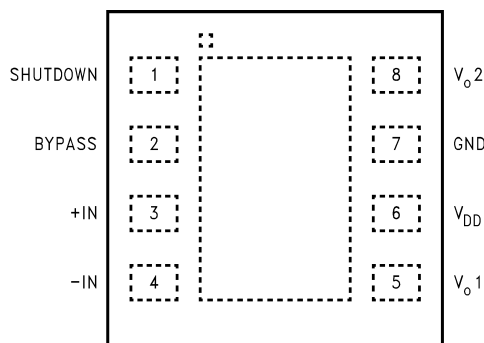 SHUTDOWN 1 8 Vo2
BYPASS 2 7 GND
+IN 3 6 VDD
-IN 4 5 Vo1